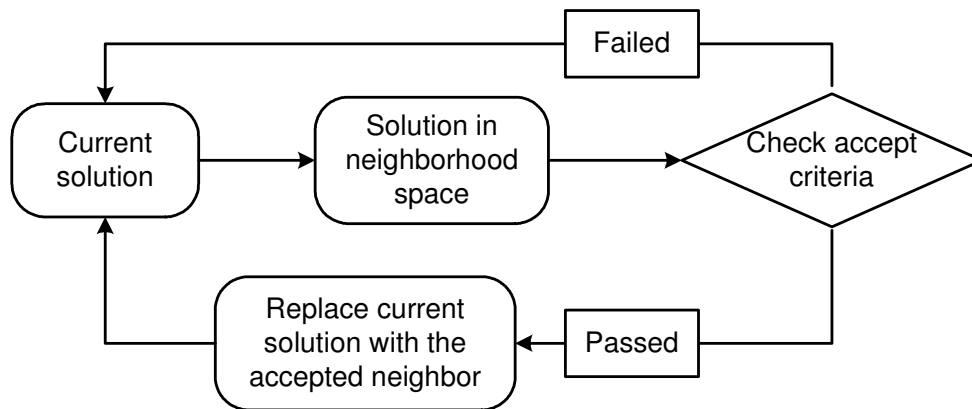 Failed
Current
solution
Solution in
neighborhood
space
Check accept
criteria
Replace current
solution with the
accepted neighbor
Passed